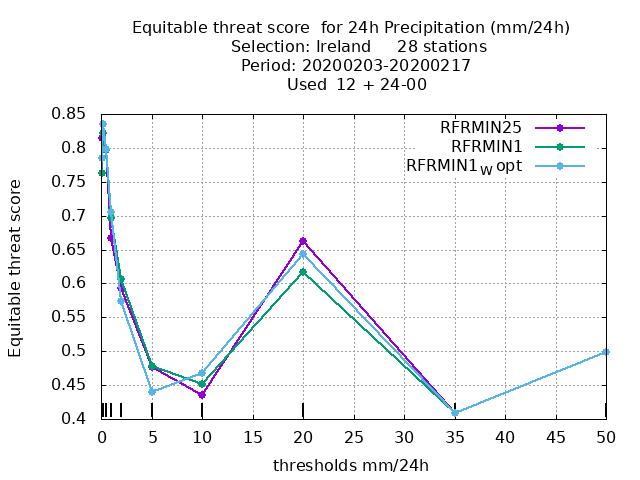 Equitable threat score  for 24h Precipitation (mm/24h)
Selection: Ireland     28 stations
Period: 20200203-20200217
Used  12 + 24-00
RFRMIN25
RFRMIN1
RFRMIN1W opt
Equitable threat score
0.85
0.8
0.75
0.7
0.65
0.6
0.55
0.5
0.45
0.4
0 5 10 15 20 25 30 35 40 45 50
thresholds mm/24h